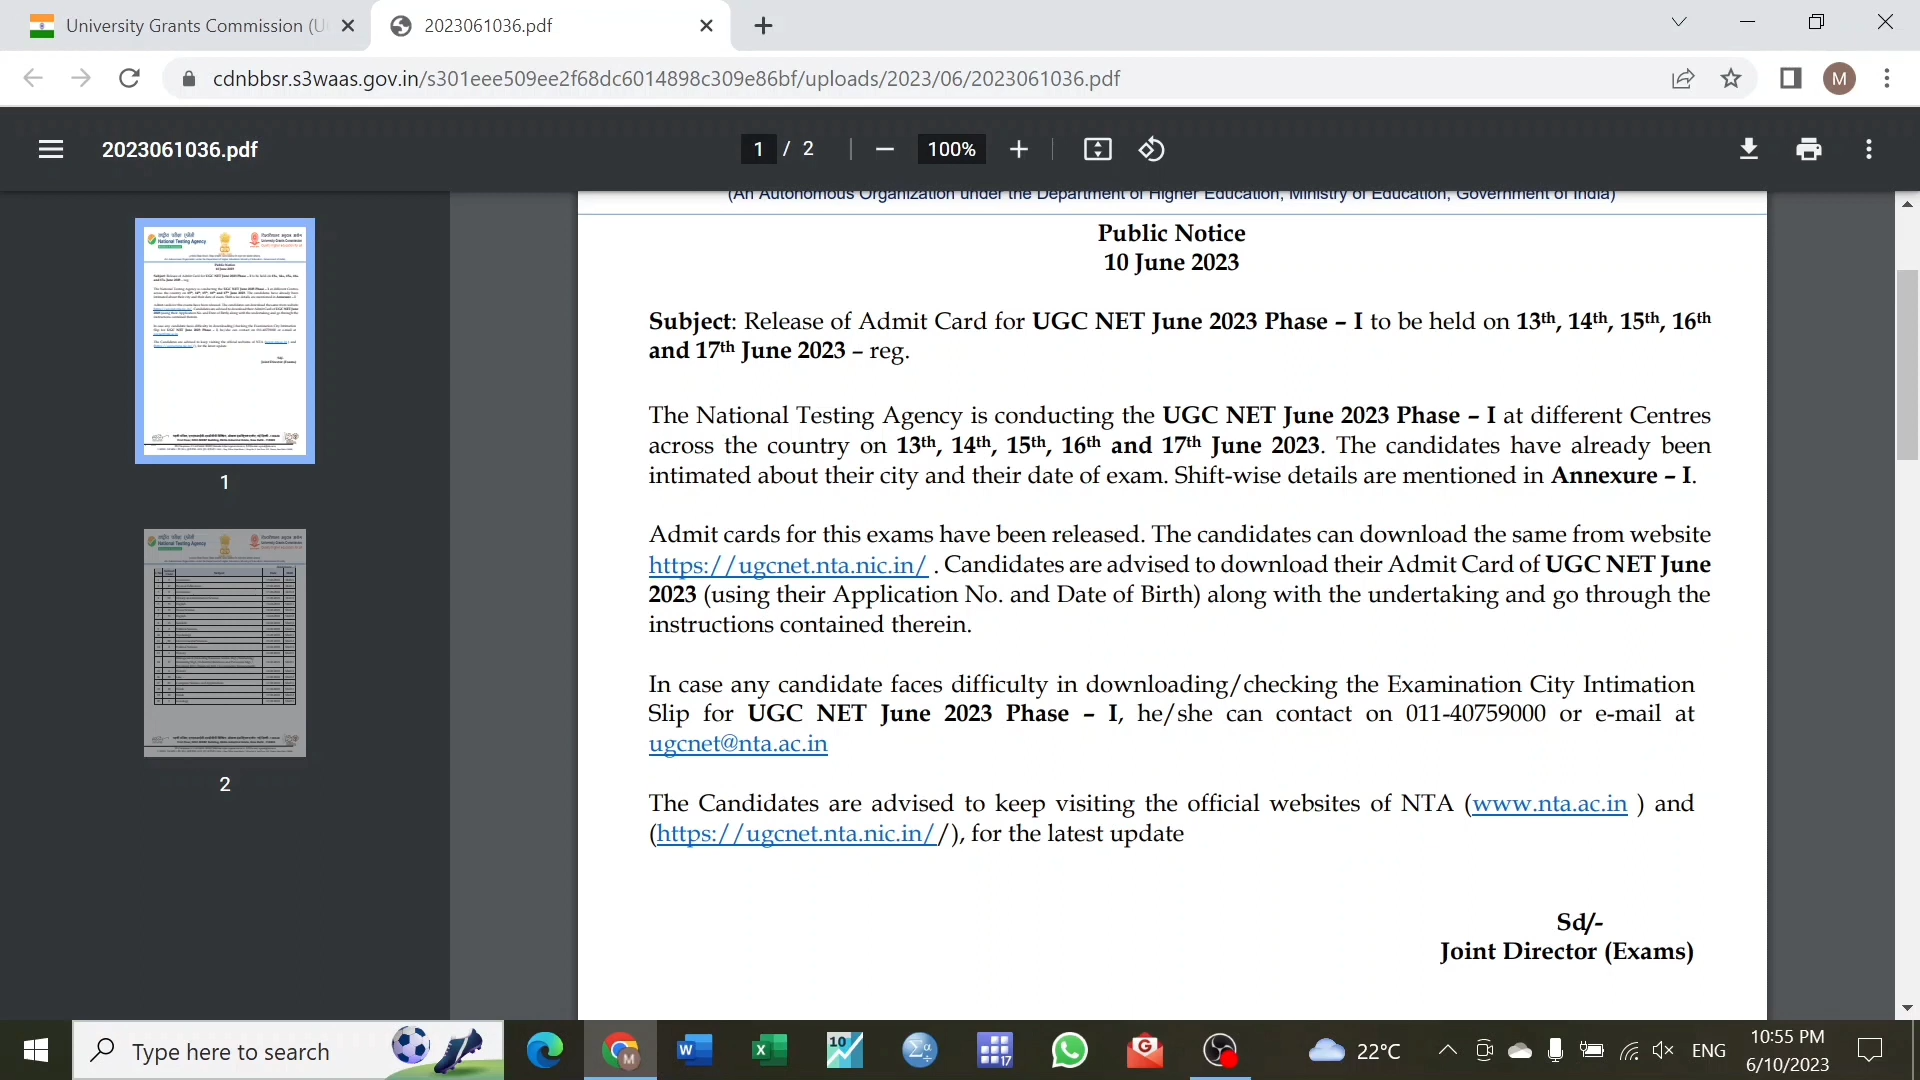 University Grants Commission (U
2023061036.pdf
cdnbbsr.s3waas.gov.in/s301eee509ee2f68dc6014898c309e86bf/uploads/2023/06/2023061036.pdf
M
2023061036.pdf
1 / 2
100%
(An Autonomous Organization under the Department of Higher Education, Ministry of Education, Government of India)
Public Notice
10 June 2023
Subject: Release of Admit Card for UGC NET June 2023 Phase – I to be held on 13th, 14th, 15th, 16th
and 17th June 2023 – reg.
The National Testing Agency is conducting the UGC NET June 2023 Phase – I at different Centres
across the country on 13th, 14th, 15th, 16th and 17th June 2023. The candidates have already been
intimated about their city and their date of exam. Shift-wise details are mentioned in Annexure – I.
Admit cards for this exams have been released. The candidates can download the same from website
https://ugcnet.nta.nic.in/ . Candidates are advised to download their Admit Card of UGC NET June
2023 (using their Application No. and Date of Birth) along with the undertaking and go through the
instructions contained therein.
In case any candidate faces difficulty in downloading/checking the Examination City Intimation
Slip for UGC NET June 2023 Phase – I, he/she can contact on 011-40759000 or e-mail at
ugcnet@nta.ac.in
The Candidates are advised to keep visiting the official websites of NTA (www.nta.ac.in ) and
(https://ugcnet.nta.nic.in//), for the latest update
Sd/-
Joint Director (Exams)
1
2
Type here to search
22°C
ENG
10:55 PM
6/10/2023